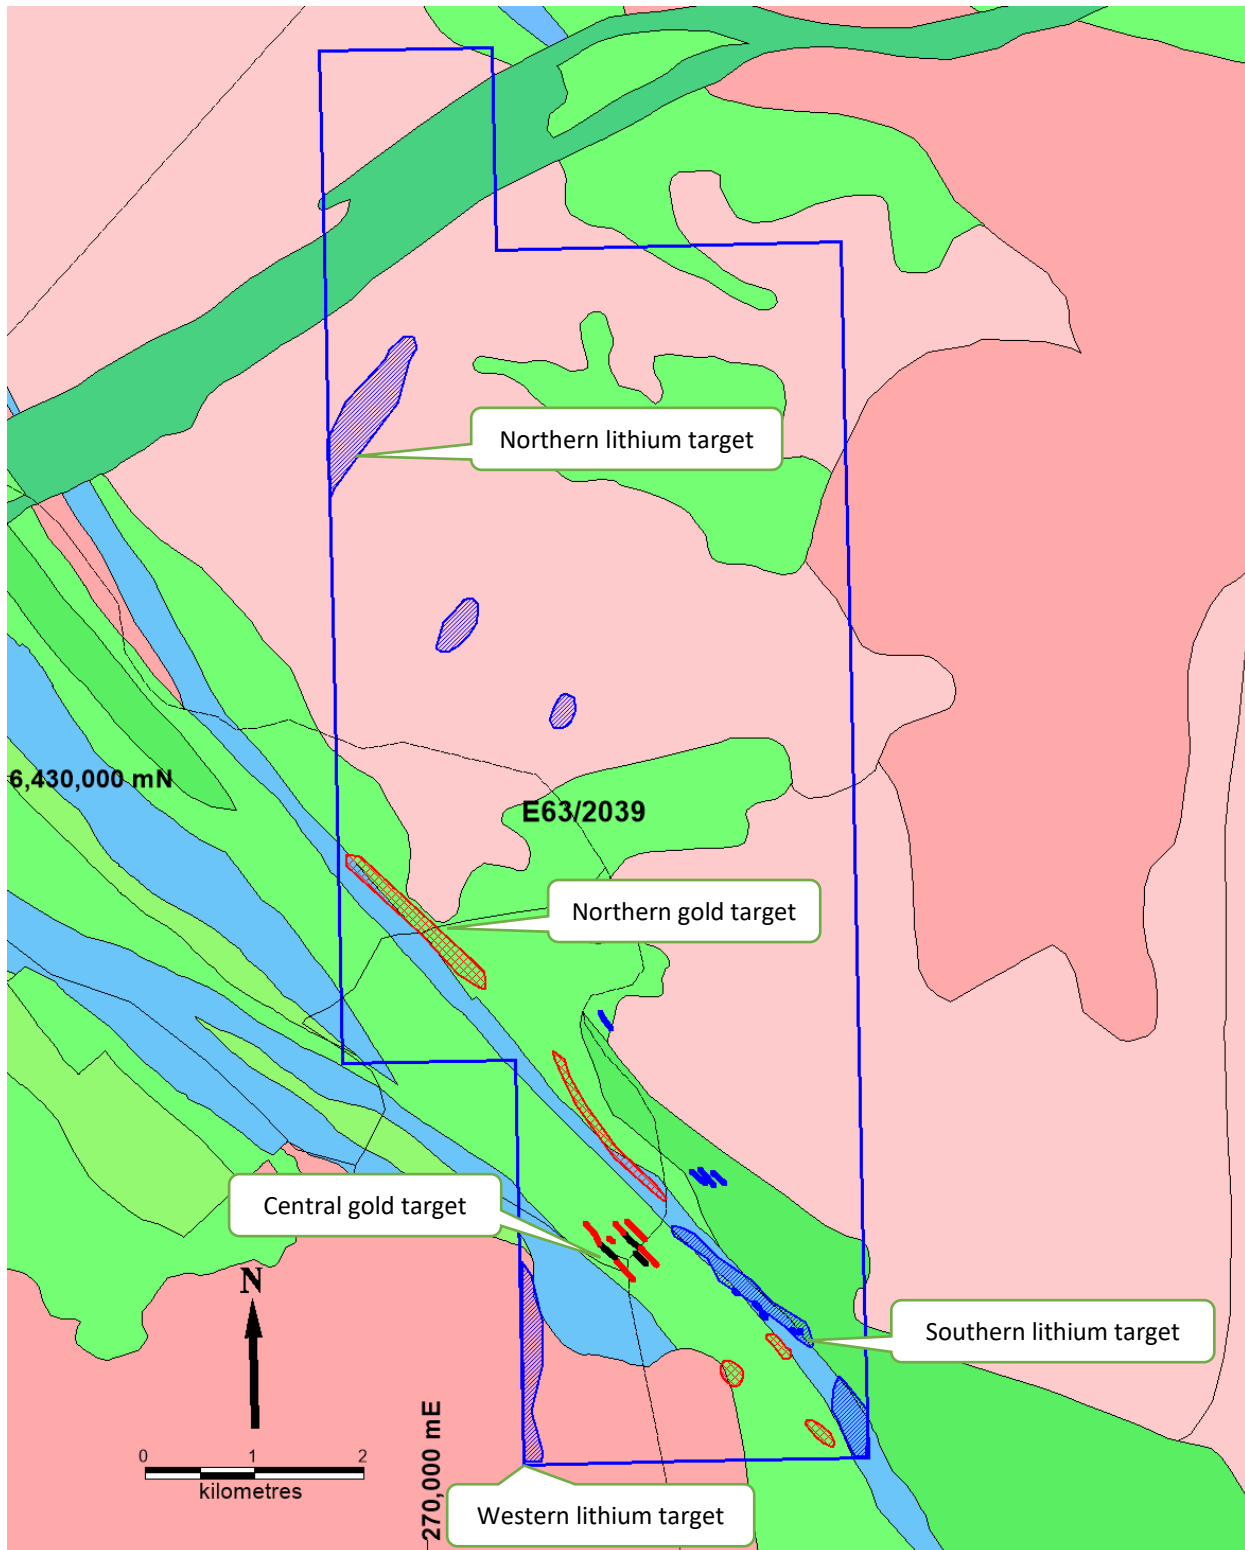 Northern lithium target
6,430,000 mN
E63/2039
Northern gold target
Central gold target
N
Southern lithium target
270,000 mE
0 1 2
kilometres
Western lithium target